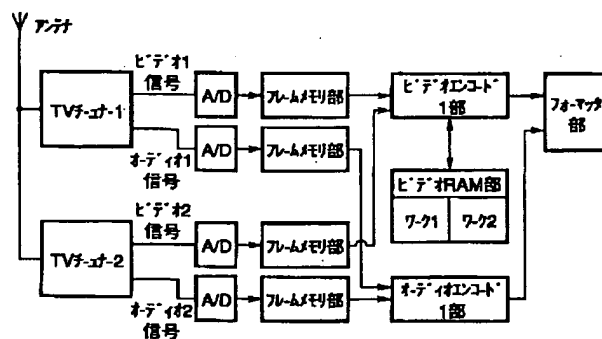 アンテナ
ビデオ1
信号
TVチューナー1
A/D
フレームメモリ部
ビデオエンコード
1部
フォーマッタ
部
A/D
フレームメモリ部
オーディオ1
信号
ビデオRAM部
ワーク1
ワーク2
ビデオ2
信号
TVチューナー2
A/D
フレームメモリ部
A/D
フレームメモリ部
オーディオエンコード
1部
オーディオ2
信号